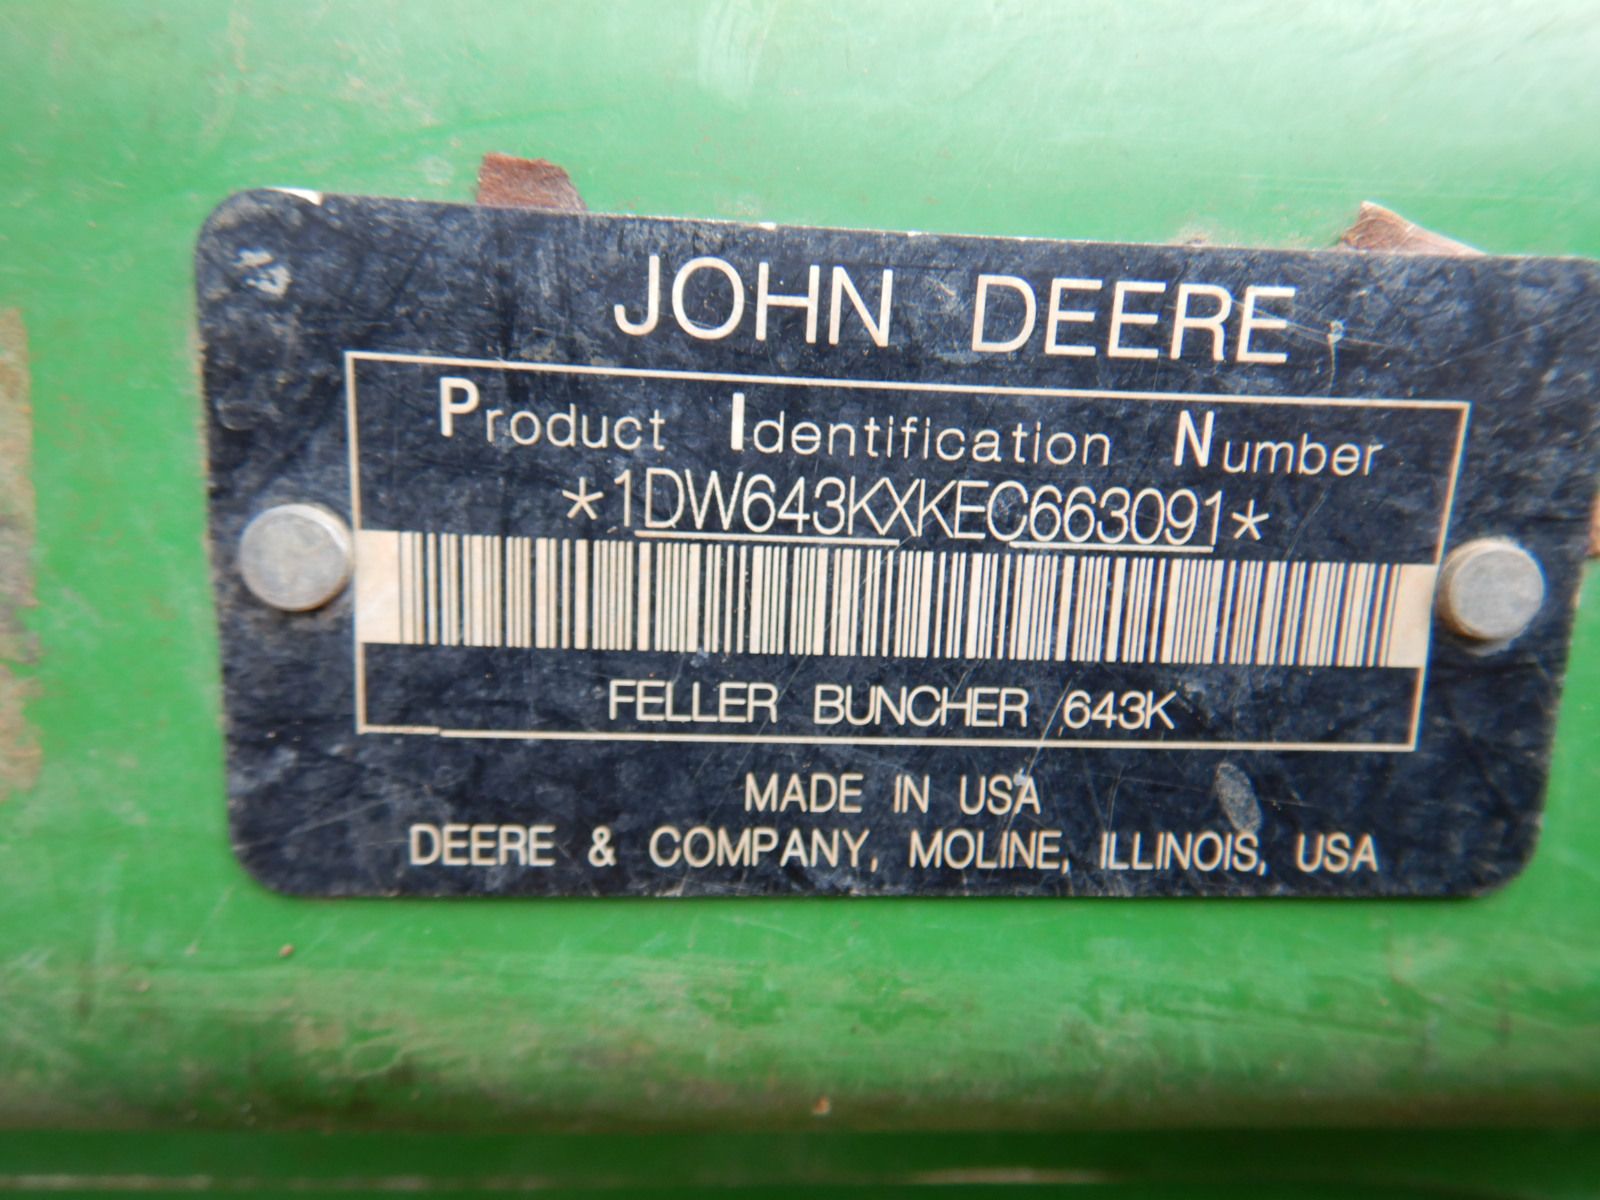 JOHN DEERE
Product Identification Number
*1DW643KXKEC663091*
FELLER BUNCHER 643K
MADE IN USA
DEERE & COMPANY, MOLINE, ILLINOIS, USA